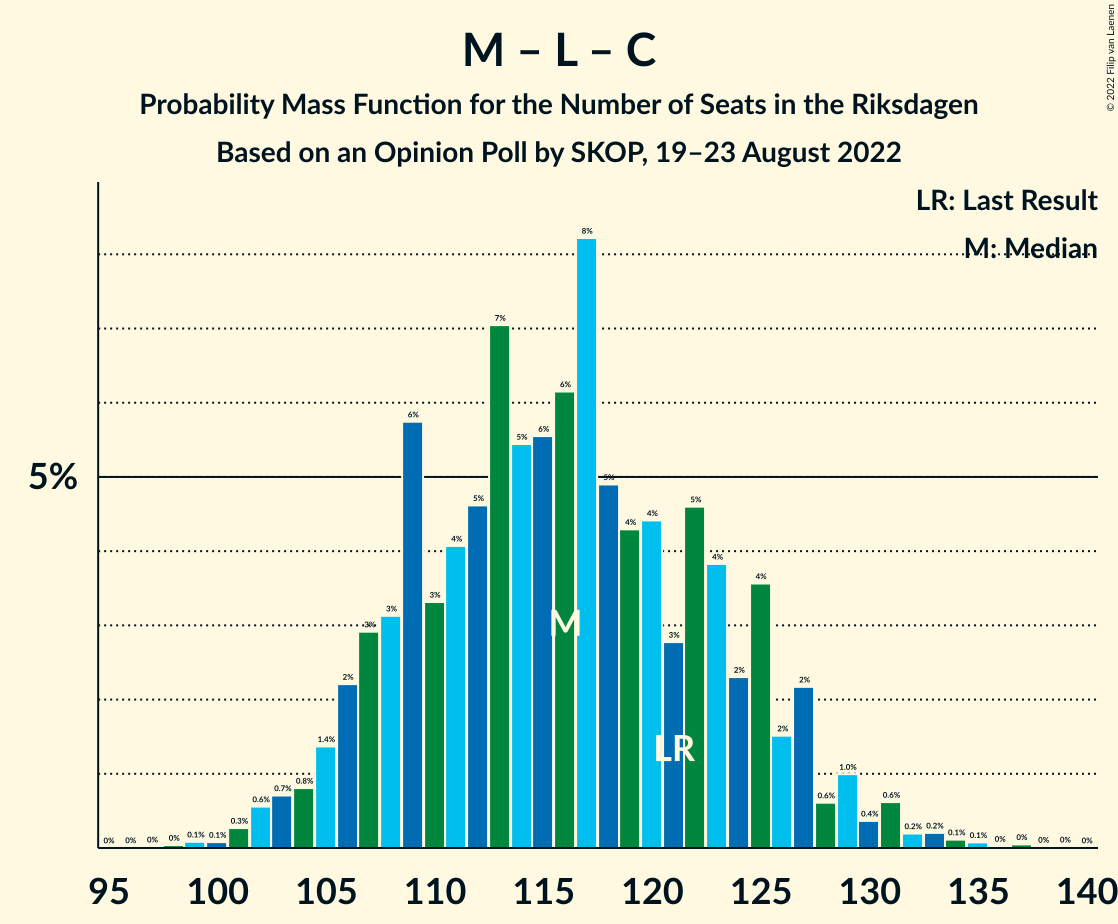 M – L – C
Probability Mass Function for the Number of Seats in the Riksdagen
Based on an Opinion Poll by SKOP, 19–23 August 2022
© 2022 Filip van Laenen
LR: Last Result
M: Median
5%
0% 0% 0% 0% 0.1% 0.1% 0.3% 0.6% 0.7% 0.8% 1.4% 2% 3% 3% 6% 3% 4% 5% 7% 5% 6% 6% 8% 5% 4% 4% 3% 5% 4% 2% 4% 2% 2% 0.6% 1.0% 0.4% 0.6% 0.2% 0.2% 0.1% 0.1% 0% 0% 0% 0% 0%
M
LR
95 100 105 110 115 120 125 130 135 140